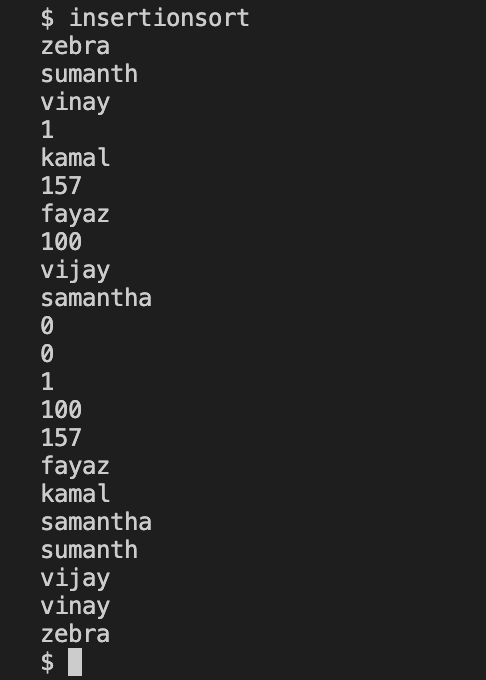 $ insertionsort
zebra
sumanth
vinay
1
kamal
157
fayaz
100
vijay
samantha
0
0
1
100
157
fayaz
kamal
samantha
sumanth
vijay
vinay
zebra
$